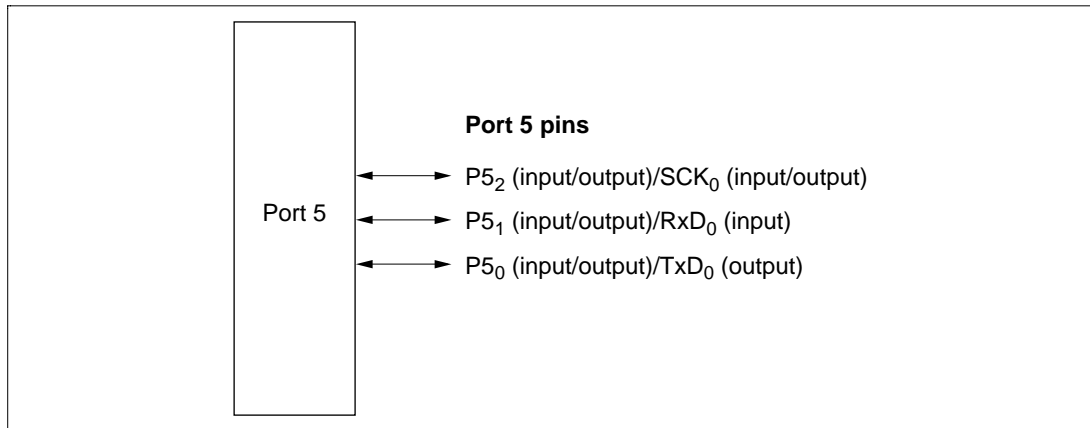 Port 5 pins
P5₂ (input/output)/SCK₀ (input/output)
Port 5
P5₁ (input/output)/RxD₀ (input)
P5₀ (input/output)/TxD₀ (output)